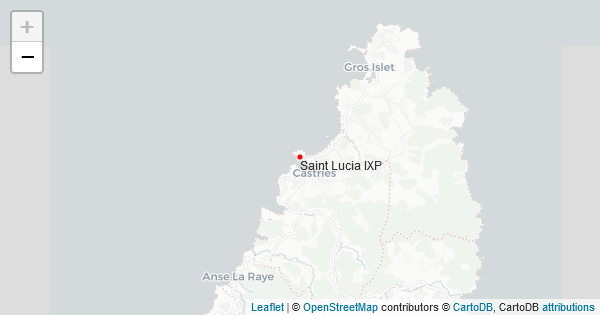 +
−
Gros Islet
Saint Lucia IXP
Castries
Anse La Raye
Leaflet | © OpenStreetMap contributors © CartoDB, CartoDB attributions